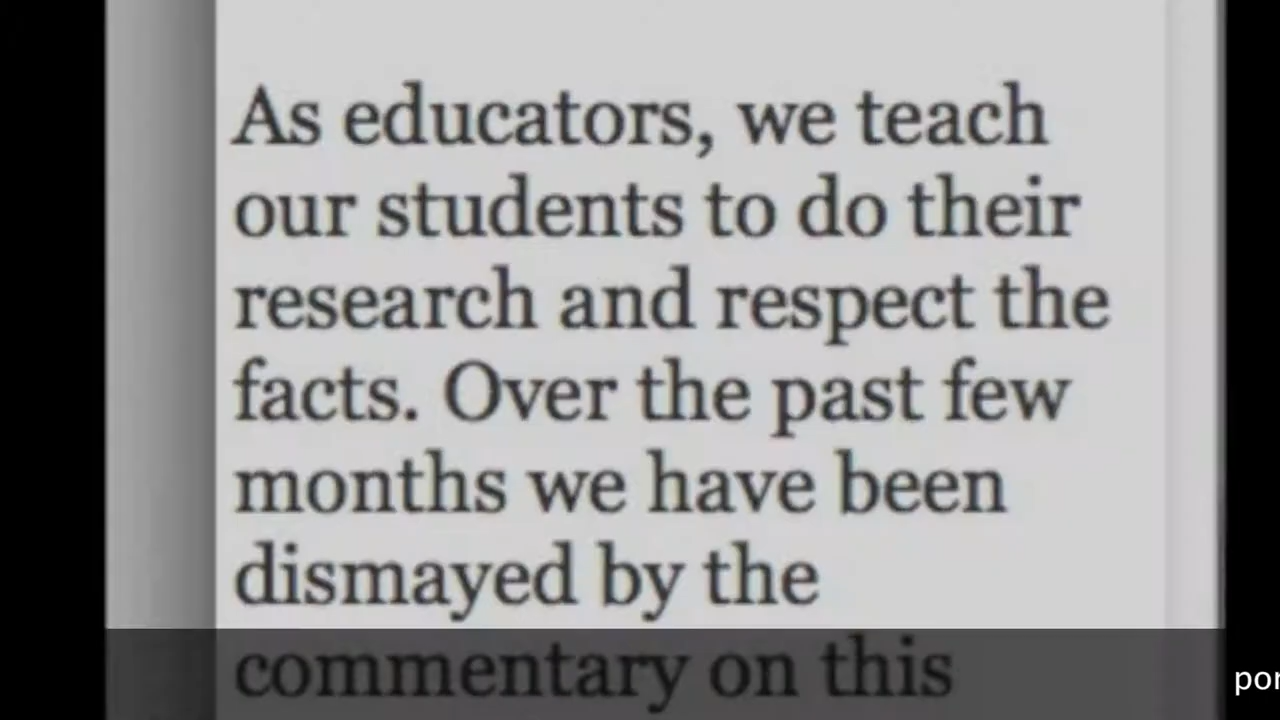 As educators, we teach
our students to do their
research and respect the
facts. Over the past few
months we have been
dismayed by the
commentary on this